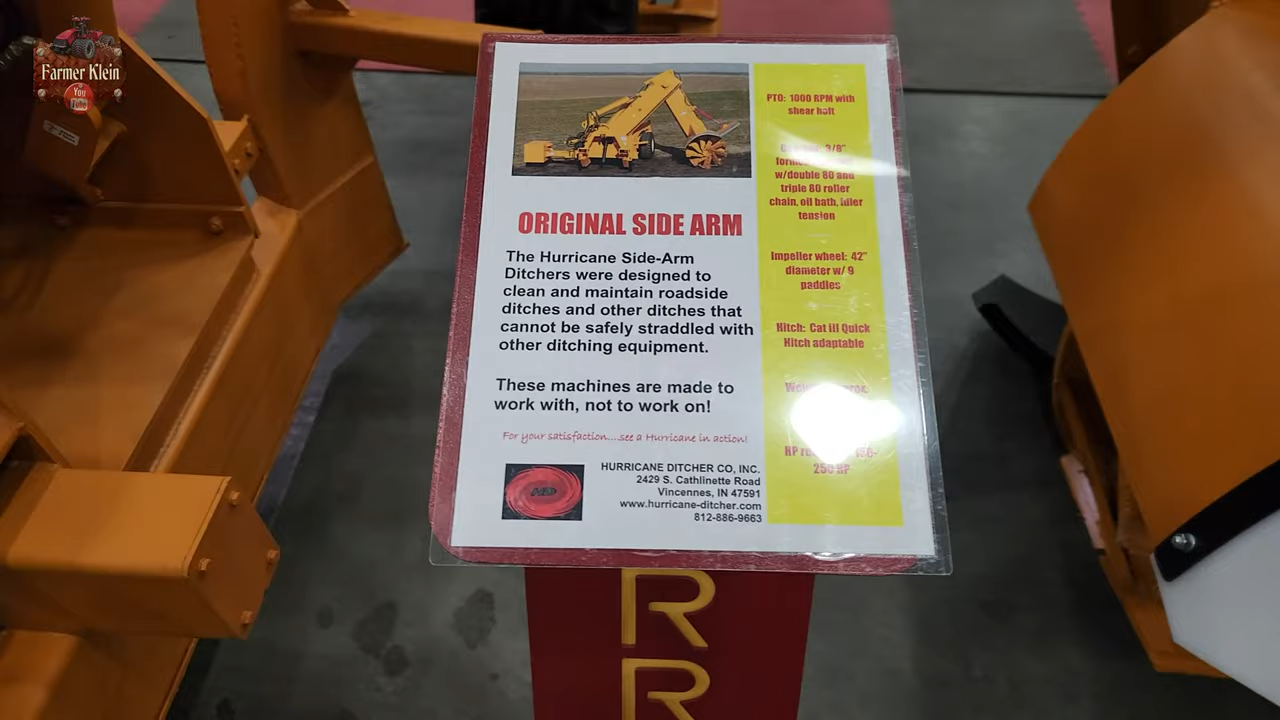 Farmer Klein
You
Tube
ORIGINAL SIDE ARM
The Hurricane Side-Arm
Ditchers were designed to
clean and maintain roadside
ditches and other ditches that
cannot be safely straddled with
other ditching equipment.
These machines are made to
work with, not to work on!
For your satisfaction....see a Hurricane in action!
HURRICANE DITCHER CO, INC.
2429 S. Cathlinette Road
Vincennes, IN 47591
www.hurricane-ditcher.com
812-886-9663
PTO: 1000 RPM with
shear bolt
3/8"
w/double 80 and
triple 80 roller
chain, oil bath, idler
tension
Impeller wheel: 42"
diameter w/ 9
paddles
Hitch: Cat III Quick
Hitch adaptable
HP
250 HP
R
R